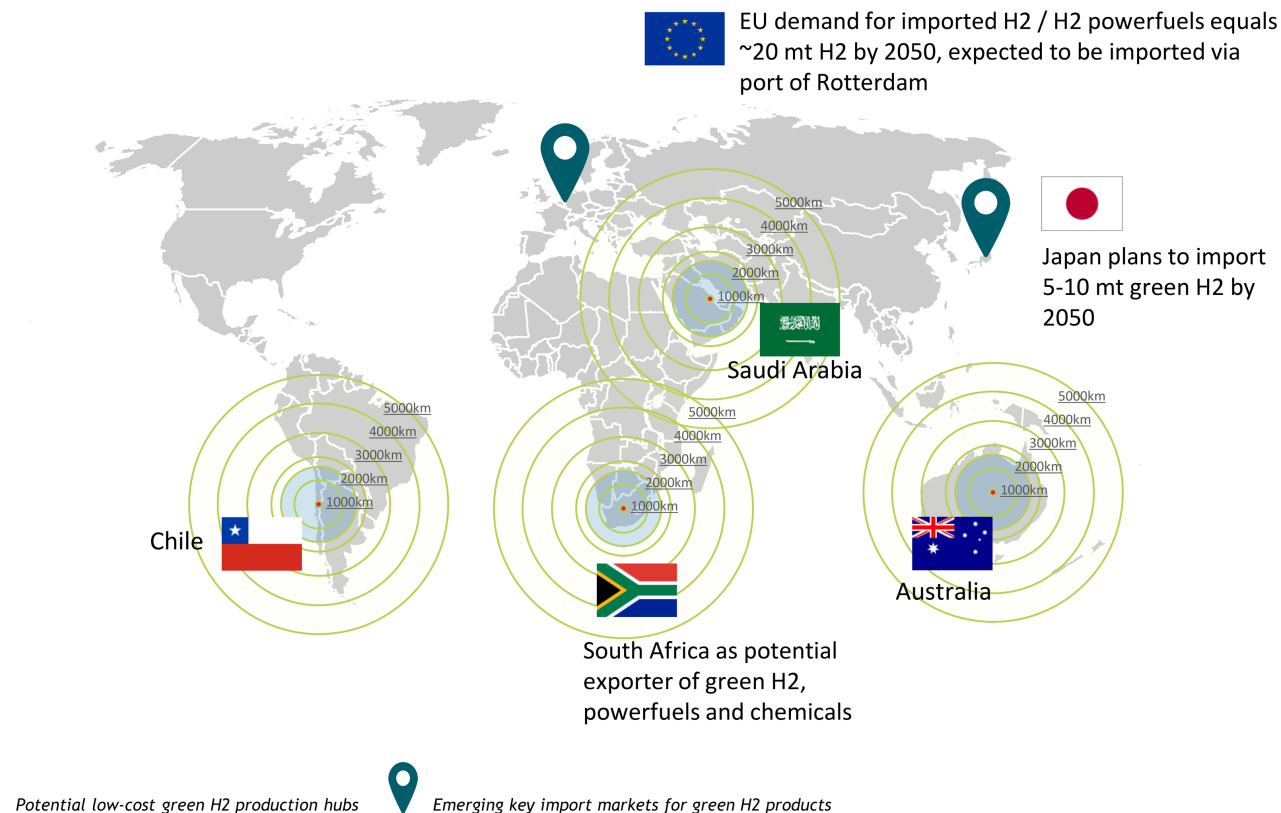 EU demand for imported H2 / H2 powerfuels equals
~20 mt H2 by 2050, expected to be imported via
port of Rotterdam
Japan plans to import
5-10 mt green H2 by
2050
5000km
4000km
3000km
2000km
1000km
Saudi Arabia
5000km
4000km
3000km
2000km
1000km
Chile
5000km
4000km
3000km
2000km
1000km
South Africa as potential
exporter of green H2,
powerfuels and chemicals
5000km
4000km
3000km
2000km
1000km
Australia
Potential low-cost green H2 production hubs
Emerging key import markets for green H2 products